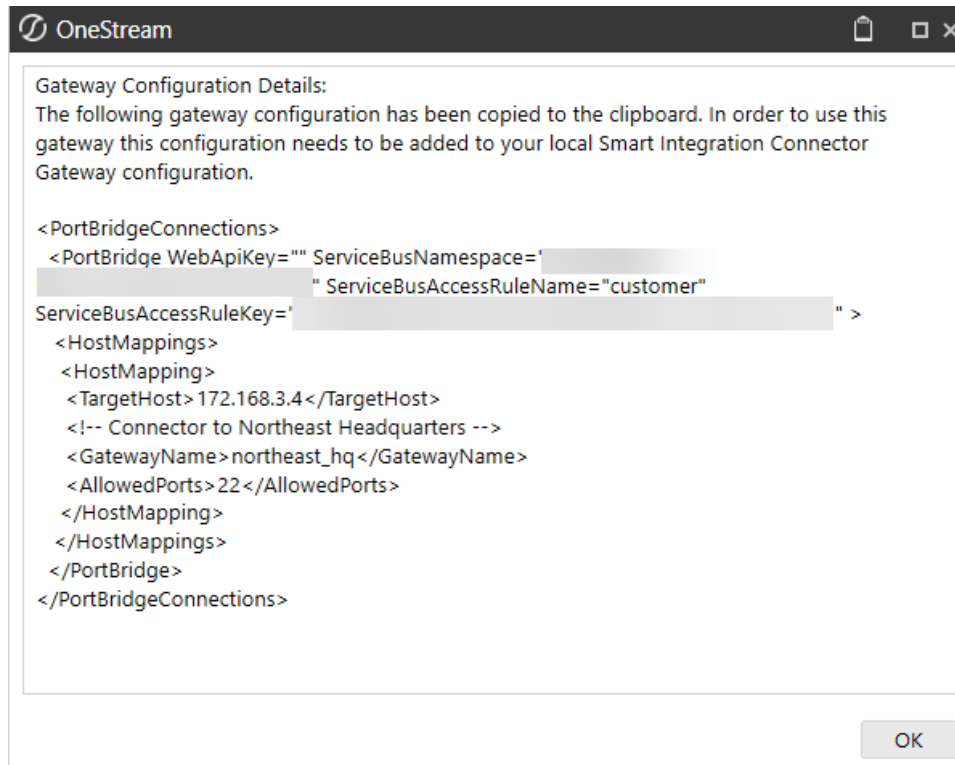 OneStream
Gateway Configuration Details:
The following gateway configuration has been copied to the clipboard. In order to use this
gateway this configuration needs to be added to your local Smart Integration Connector
Gateway configuration.
<PortBridgeConnections>
<PortBridge WebApiKey="" ServiceBusNamespace="
" ServiceBusAccessRuleName="customer"
ServiceBusAccessRuleKey=" " >
<HostMappings>
<HostMapping>
<TargetHost>172.168.3.4</TargetHost>
<!-- Connector to Northeast Headquarters -->
<GatewayName>northeast_hq</GatewayName>
<AllowedPorts>22</AllowedPorts>
</HostMapping>
</HostMappings>
</PortBridge>
</PortBridgeConnections>
OK